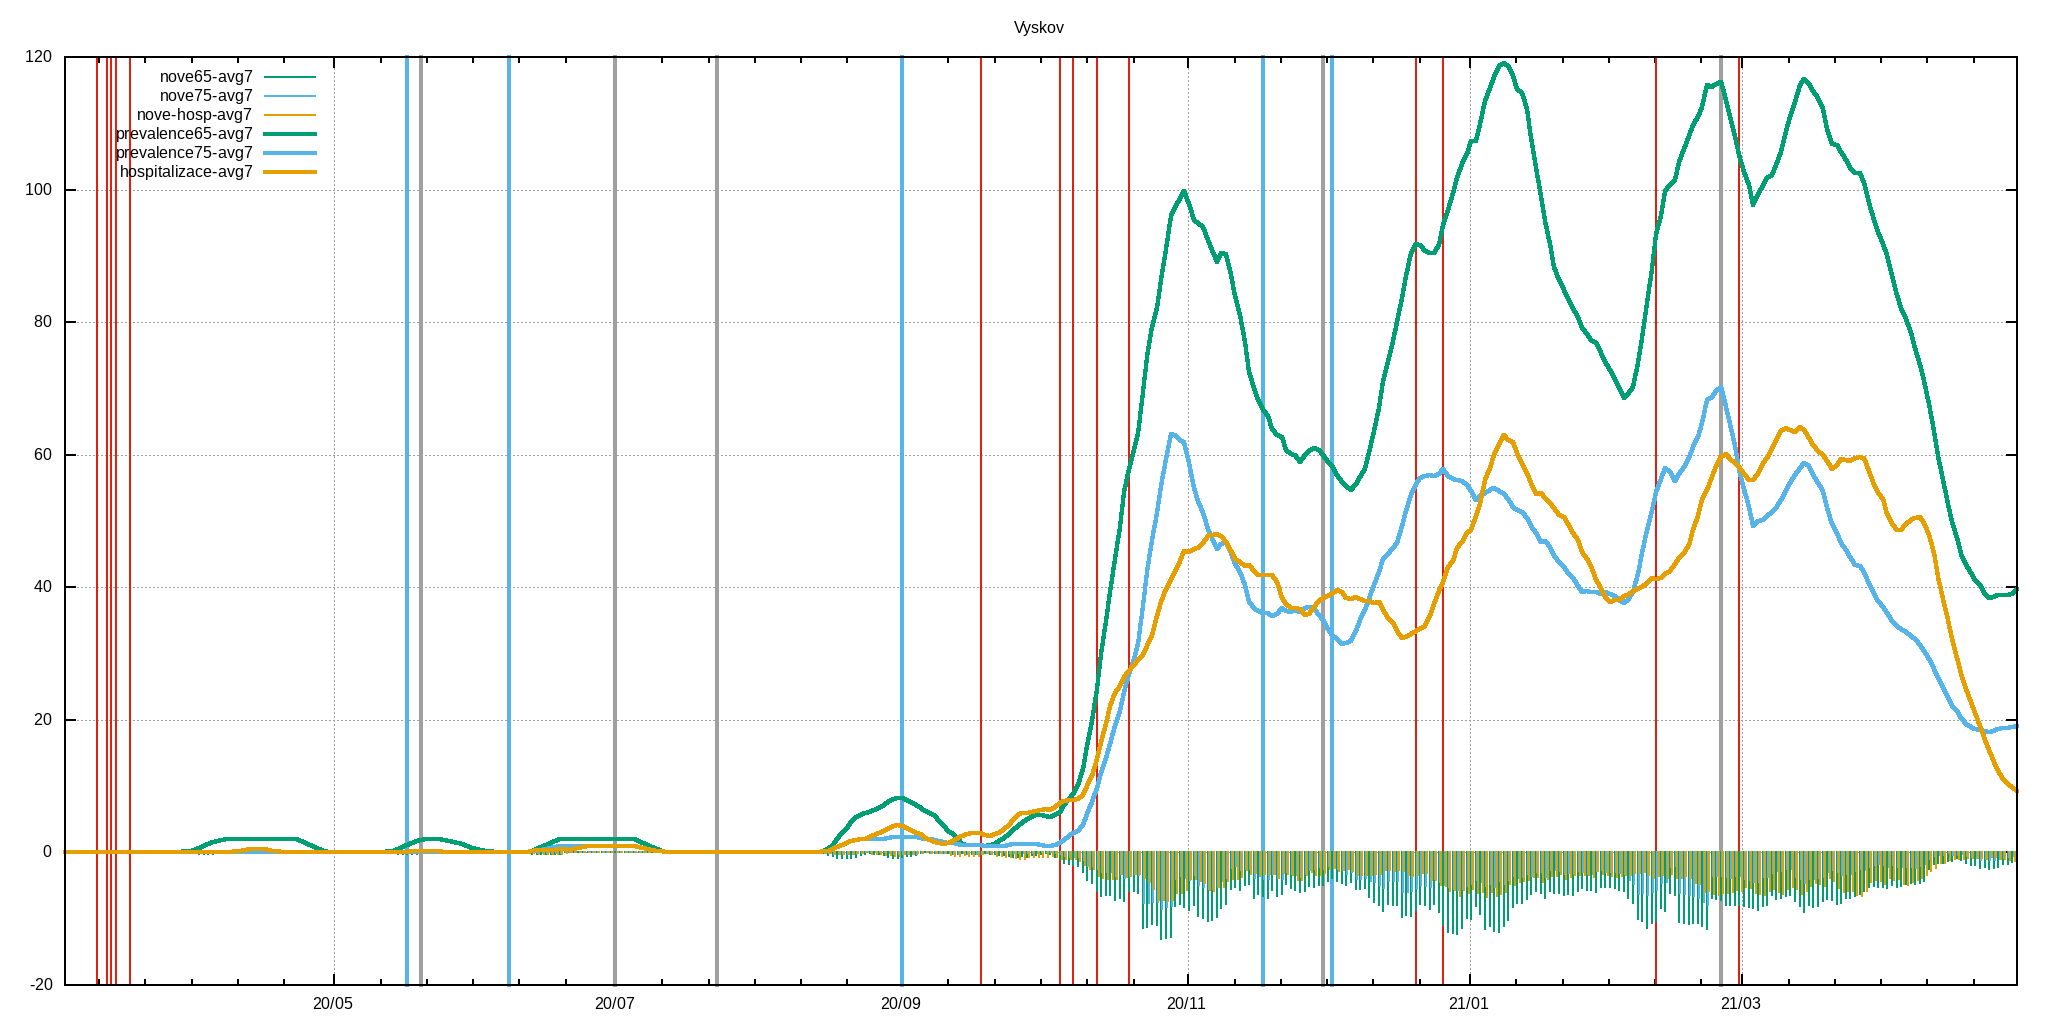 Vyskov
120
100
80
60
40
20
0
-20
nove65-avg7
nove75-avg7
nove-hosp-avg7
prevalence65-avg7
prevalence75-avg7
hospitalizace-avg7
20/05
20/07
20/09
20/11
21/01
21/03